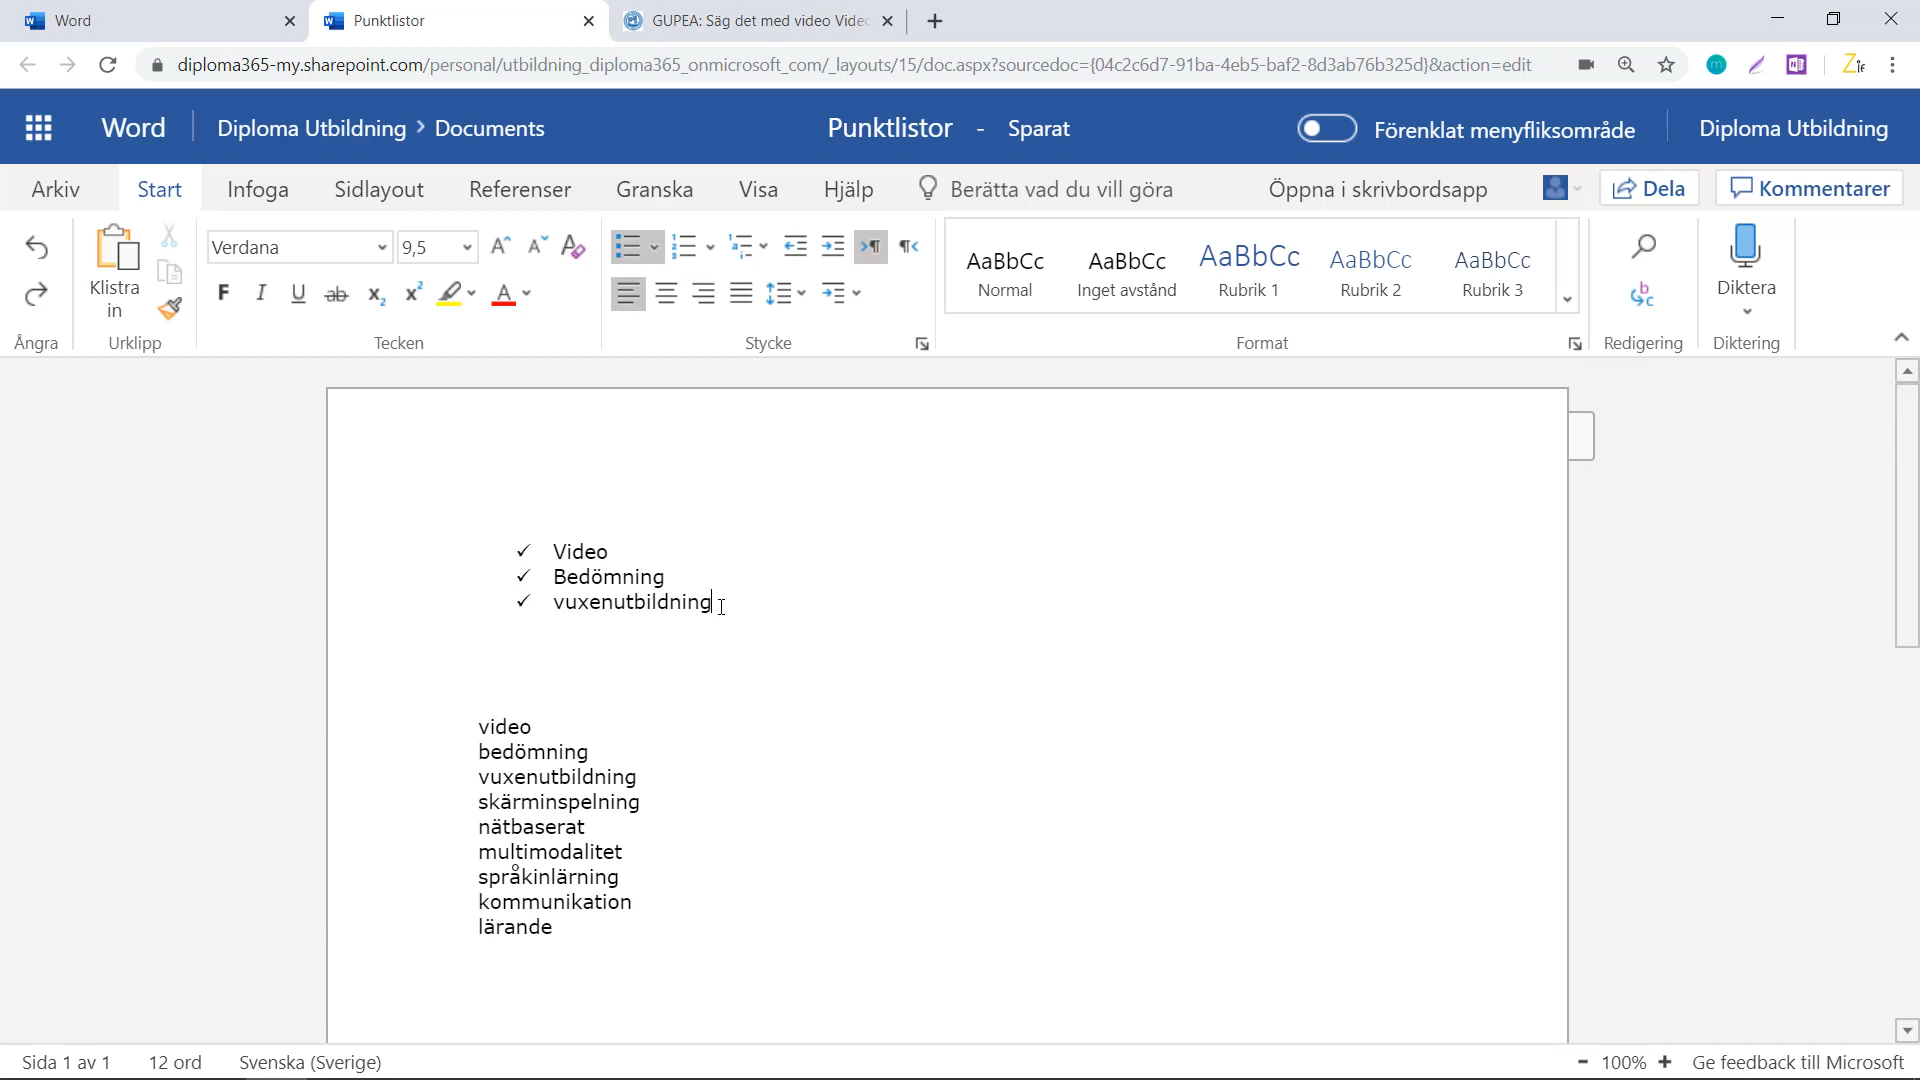 Word
Punktlistor
GUPEA: Säg det med video Vide
diploma365-my.sharepoint.com/personal/utbildning_diploma365_onmicrosoft_com/_layouts/15/doc.aspx?sourcedoc={04c2c6d7-91ba-4eb5-baf2-8d3ab76b325d}&action=edit
Word Diploma Utbildning > Documents Punktlistor - Sparat Förenklat menyfliksområde Diploma Utbildning
Arkiv Start Infoga Sidlayout Referenser Granska Visa Hjälp Berätta vad du vill göra Öppna i skrivbordsapp Dela Kommentarer
Verdana 9,5
Klistra in
F I U ab x₂ x² A
AaBbCc AaBbCc AaBbCc AaBbCc AaBbCc
Normal Inget avstånd Rubrik 1 Rubrik 2 Rubrik 3
Diktera
Ångra Urklipp Tecken Stycke Format Redigering Diktering
✓ Video
✓ Bedömning
✓ vuxenutbildning
video
bedömning
vuxenutbildning
skärminspelning
nätbaserat
multimodalitet
språkinlärning
kommunikation
lärande
Sida 1 av 1 12 ord Svenska (Sverige) - 100% + Ge feedback till Microsoft